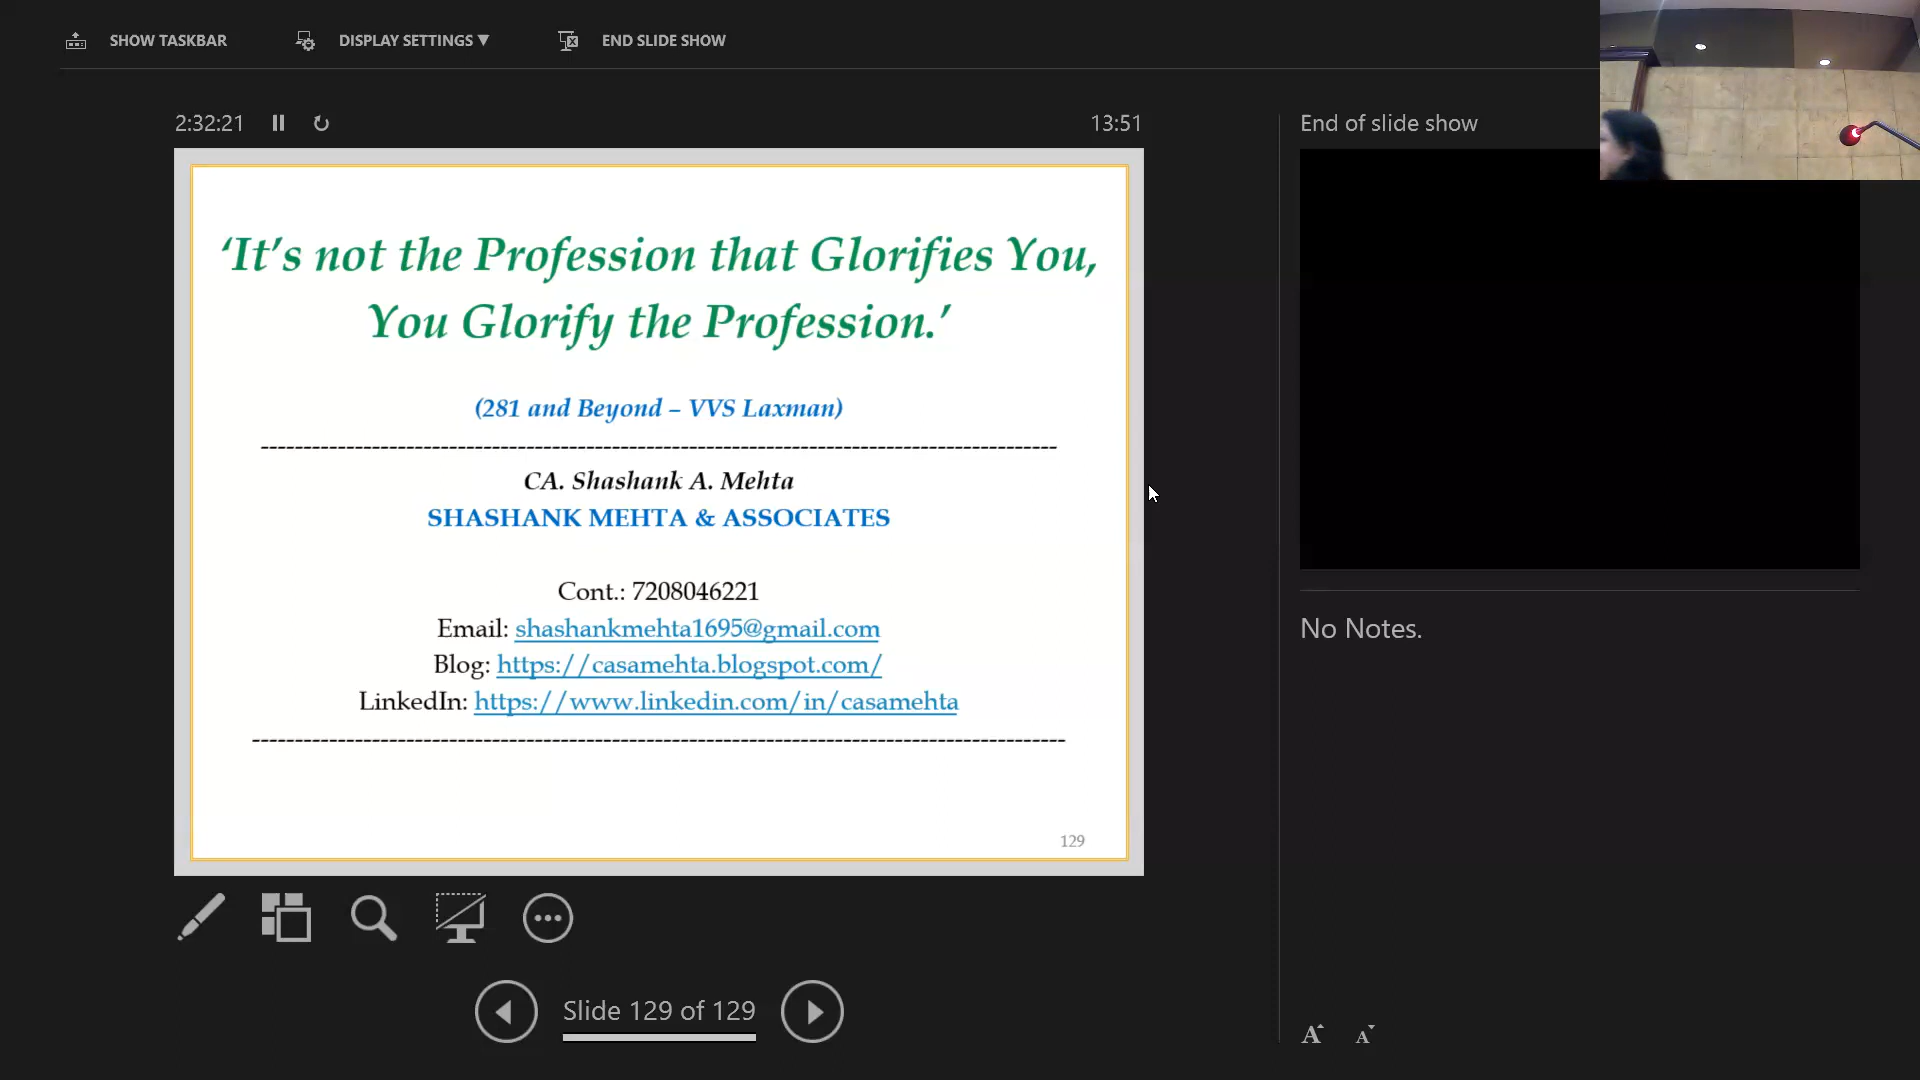 SHOW TASKBAR
DISPLAY SETTINGS ▼
END SLIDE SHOW
2:32:21
13:51
End of slide show
‘It’s not the Profession that Glorifies You,
You Glorify the Profession.’
(281 and Beyond – VVS Laxman)
CA. Shashank A. Mehta
SHASHANK MEHTA & ASSOCIATES
Cont.: 7208046221
Email: shashankmehta1695@gmail.com
Blog: https://casamehta.blogspot.com/
LinkedIn: https://www.linkedin.com/in/casamehta
129
No Notes.
Slide 129 of 129
A A